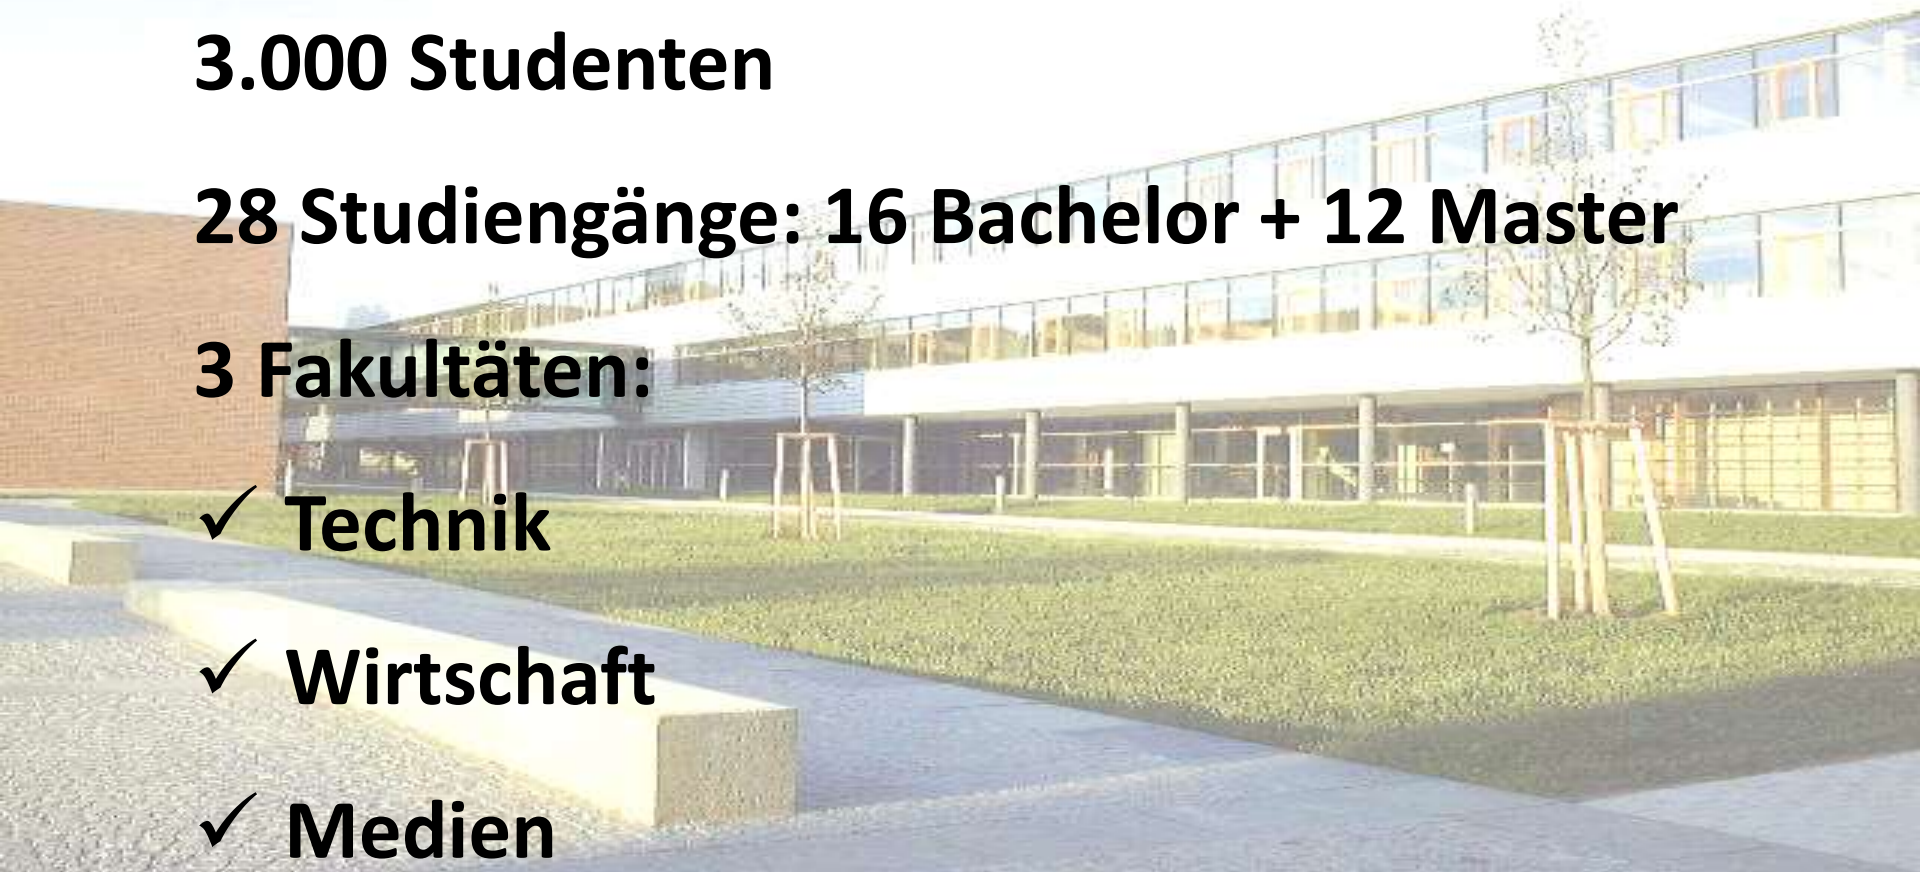 3.000 Studenten
28 Studiengänge: 16 Bachelor + 12 Master
3 Fakultäten:
✓ Technik
✓ Wirtschaft
✓ Medien